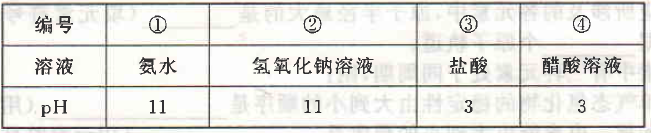 编号 ① ② ③ ④
溶液 氨水 氢氧化钠溶液 盐酸 醋酸溶液
pH 11 11 3 3